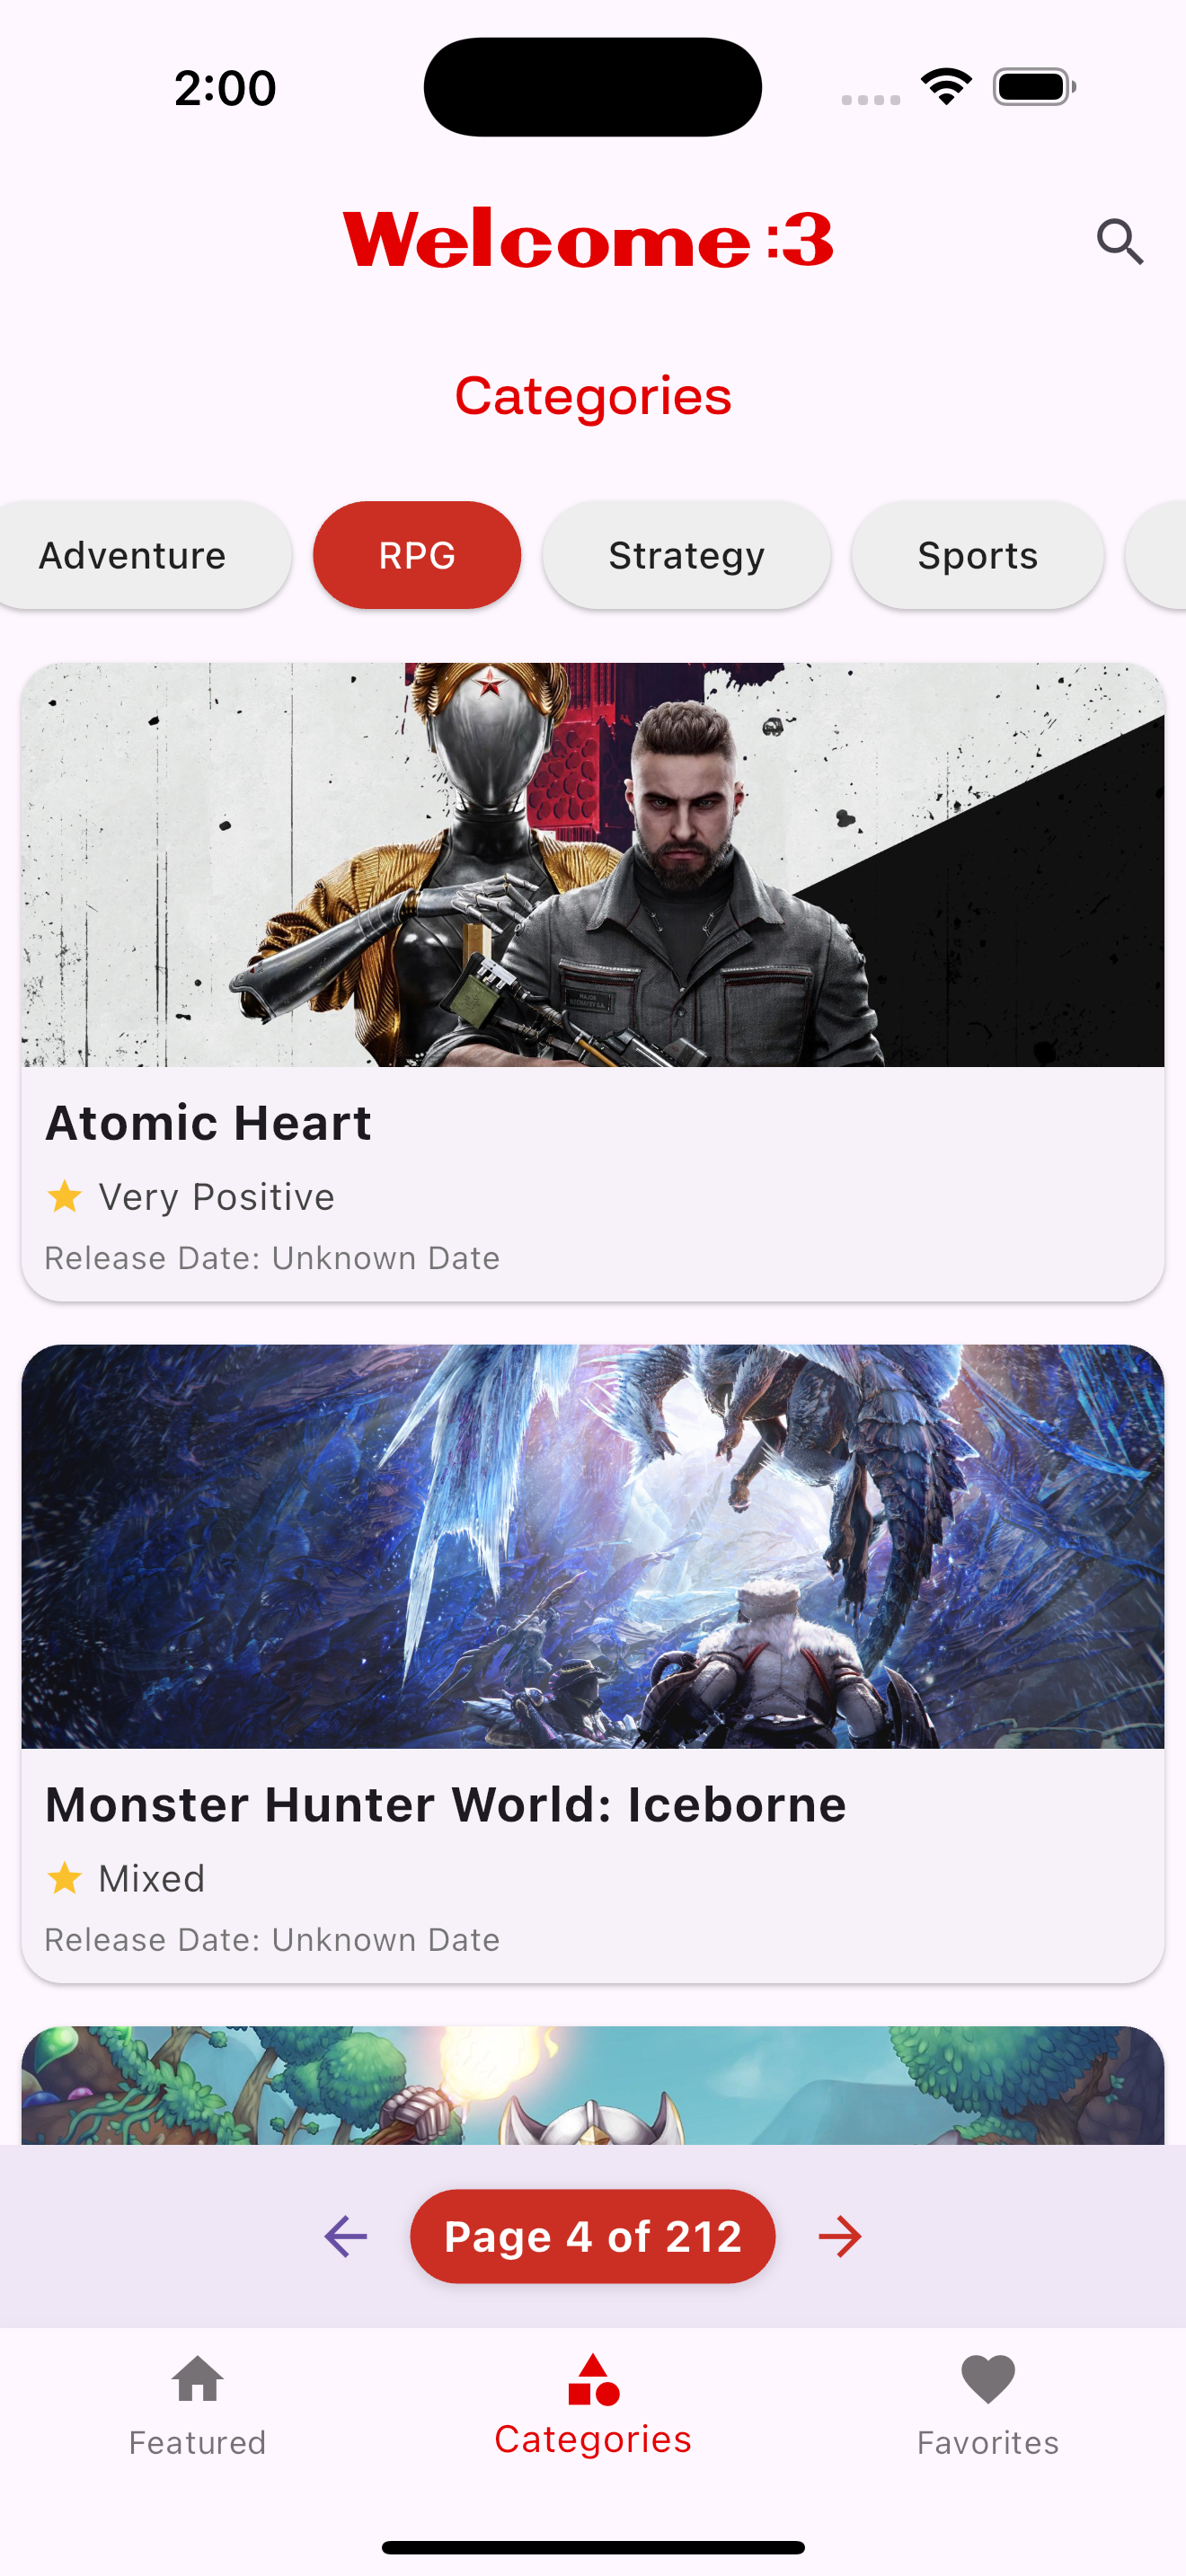 2:00
Welcome :3
Categories
Adventure
RPG
Strategy
Sports
Atomic Heart
Very Positive
Release Date: Unknown Date
Monster Hunter World: Iceborne
Mixed
Release Date: Unknown Date
Page 4 of 212
Featured
Categories
Favorites